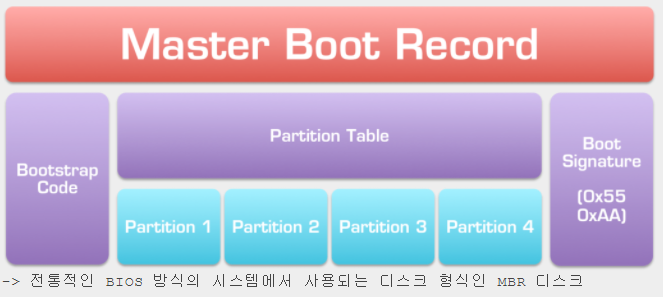 Master Boot Record
Bootstrap
Code
Partition Table
Partition 1
Partition 2
Partition 3
Partition 4
Boot
Signature
(0x55
0xAA)
-> 전통적인 BIOS 방식의 시스템에서 사용되는 디스크 형식인 MBR 디스크